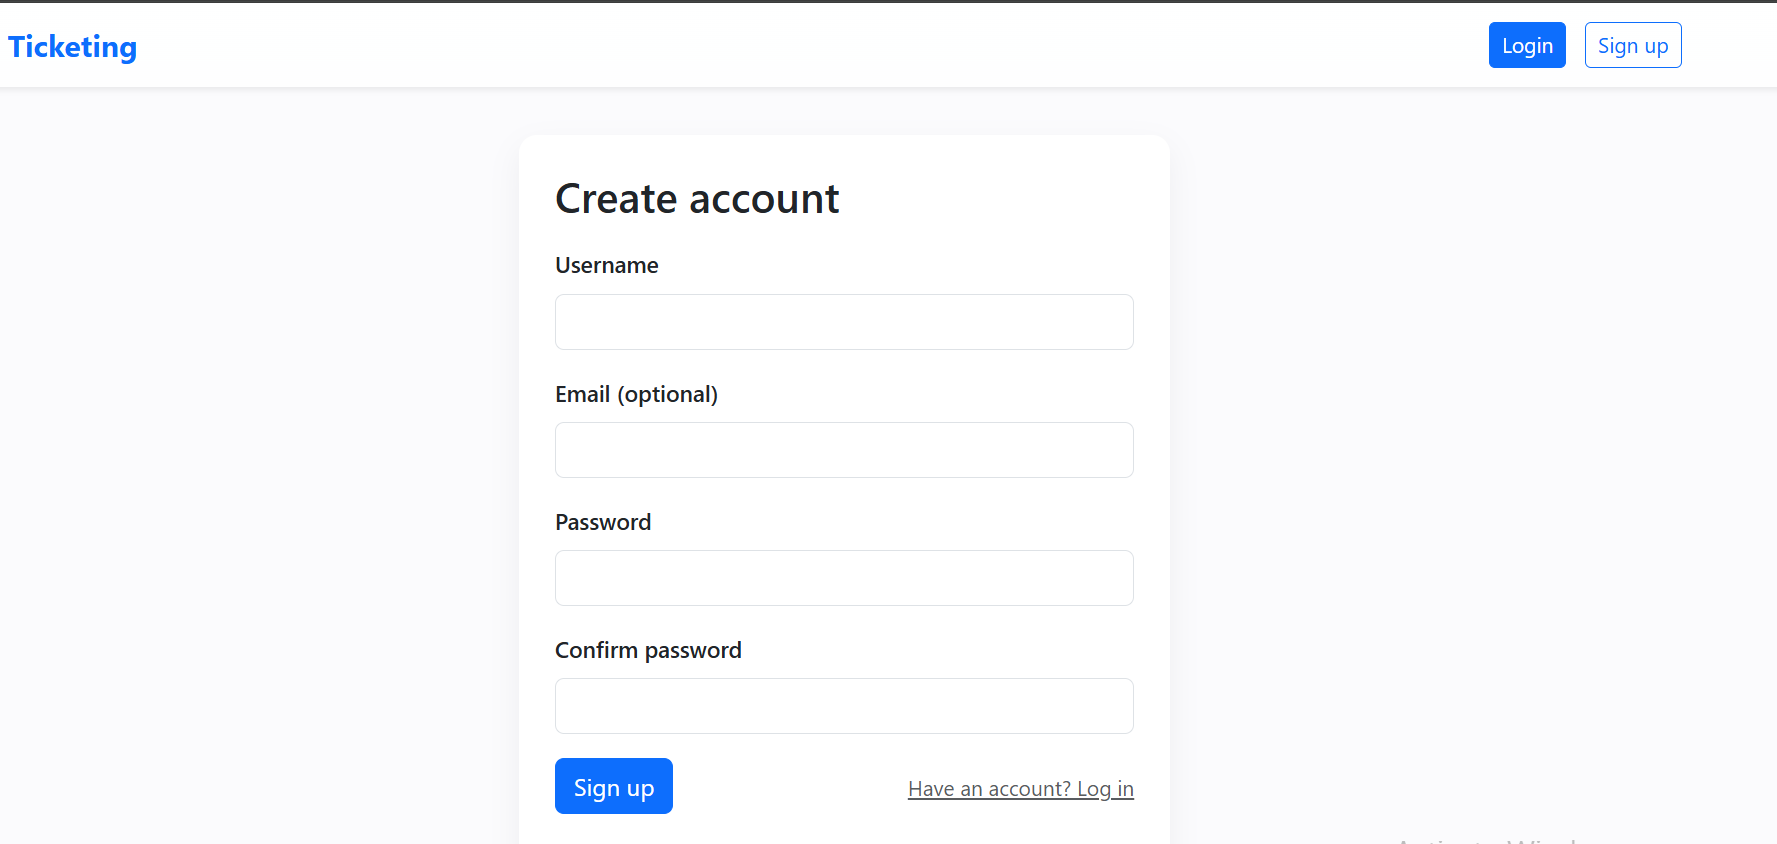 Ticketing
Login
Sign up
Create account
Username
Email (optional)
Password
Confirm password
Sign up
Have an account? Log in